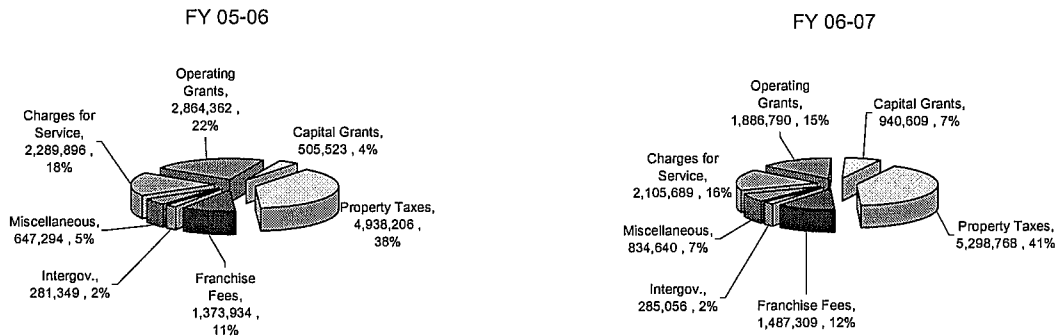 FY 05-06
Operating
Grants,
2,864,362 ,
22%
Capital Grants,
505,523 , 4%
Property Taxes,
4,938,206 ,
38%
Franchise
Fees,
1,373,934 ,
11%
Intergov.,
281,349 , 2%
Miscellaneous,
647,294 , 5%
Charges for
Service,
2,289,896 ,
18%
FY 06-07
Operating
Grants,
1,886,790 , 15%
Capital Grants,
940,609 , 7%
Property Taxes,
5,298,768 , 41%
Franchise Fees,
1,487,309 , 12%
Intergov.,
285,056 , 2%
Miscellaneous,
834,640 , 7%
Charges for
Service,
2,105,689 , 16%